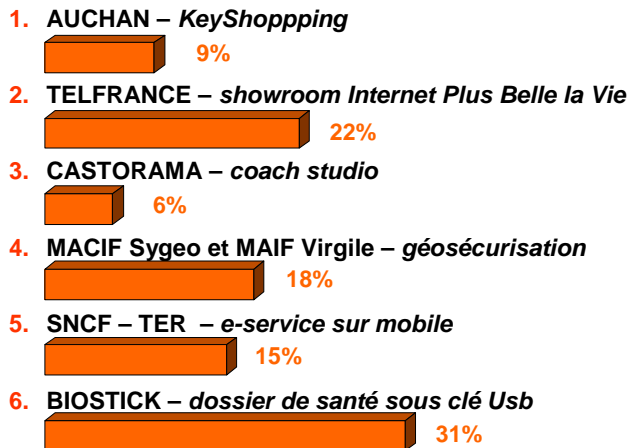 1. AUCHAN – KeyShoppping
9%
2. TELFRANCE – showroom Internet Plus Belle la Vie
22%
3. CASTORAMA – coach studio
6%
4. MACIF Sygeo et MAIF Virgile – géosécurisation
18%
5. SNCF – TER – e-service sur mobile
15%
6. BIOSTICK – dossier de santé sous clé Usb
31%